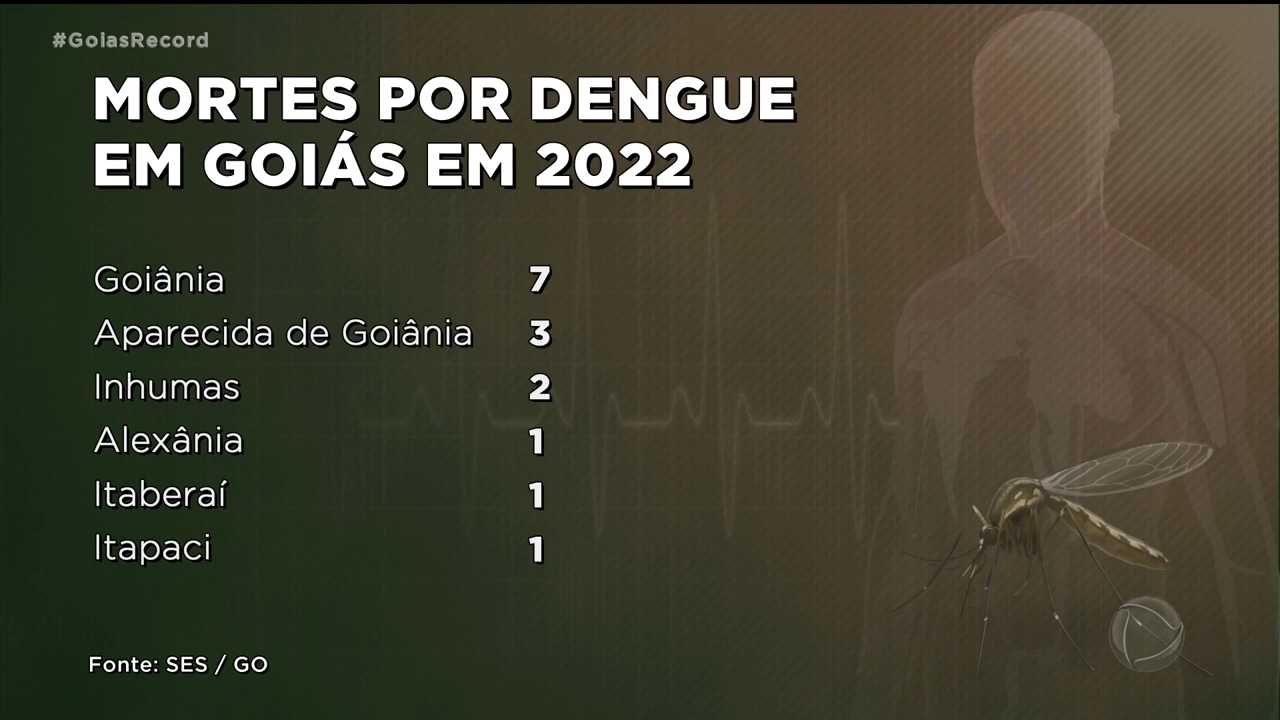 #GoiasRecord
MORTES POR DENGUE
EM GOIÁS EM 2022
Goiânia 7
Aparecida de Goiânia 3
Inhumas 2
Alexânia 1
Itaberaí 1
Itapaci 1
Fonte: SES / GO